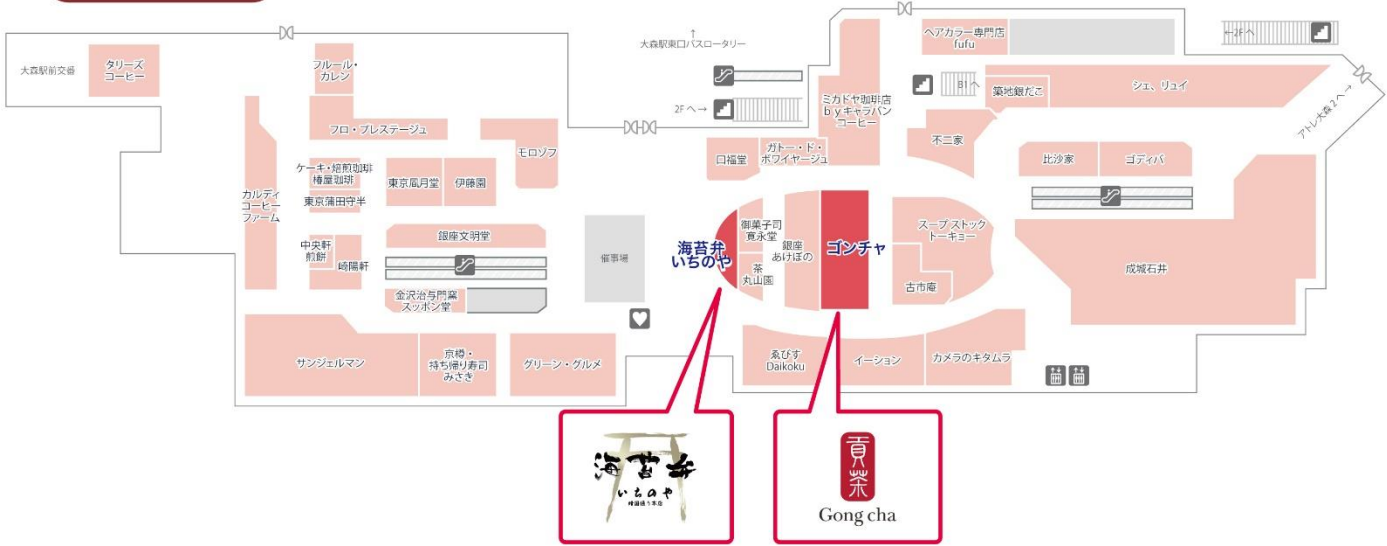 大森駅前交番
タリーズ
コーヒー
フルール・
カレン
フロ・プレステージュ
モロゾフ
カルディ
コーヒー
ファーム
ケーキ・焙煎珈琲
椿屋珈琲
東京蒲田守半
東京凮月堂
伊藤園
中央軒
煎餅
崎陽軒
銀座文明堂
金沢治与門窯
スッポン堂
サンジェルマン
京樽・
持ち帰り寿司
みさき
グリーン・グルメ
催事場
↑
大森駅東口バスロータリー
2Fへ→
口福堂
ガトー・ド・
ボワイヤージュ
ミカドヤ珈琲店
byキャラバン
コーヒー
ヘアカラー専門店
fufu
←2Fへ
B1へ
築地銀だこ
シェ、リュイ
アトレ大森2へ→
不二家
比沙家
ゴディバ
海苔弁
いちのや
御菓子司
寛永堂
茶
丸山園
銀座
あけぼの
ゴンチャ
スープストック
トーキョー
古市庵
成城石井
ゑびす
Daikoku
イーション
カメラのキタムラ
海苔弁
いちのや
靖国通り本店
貢茶
Gong cha